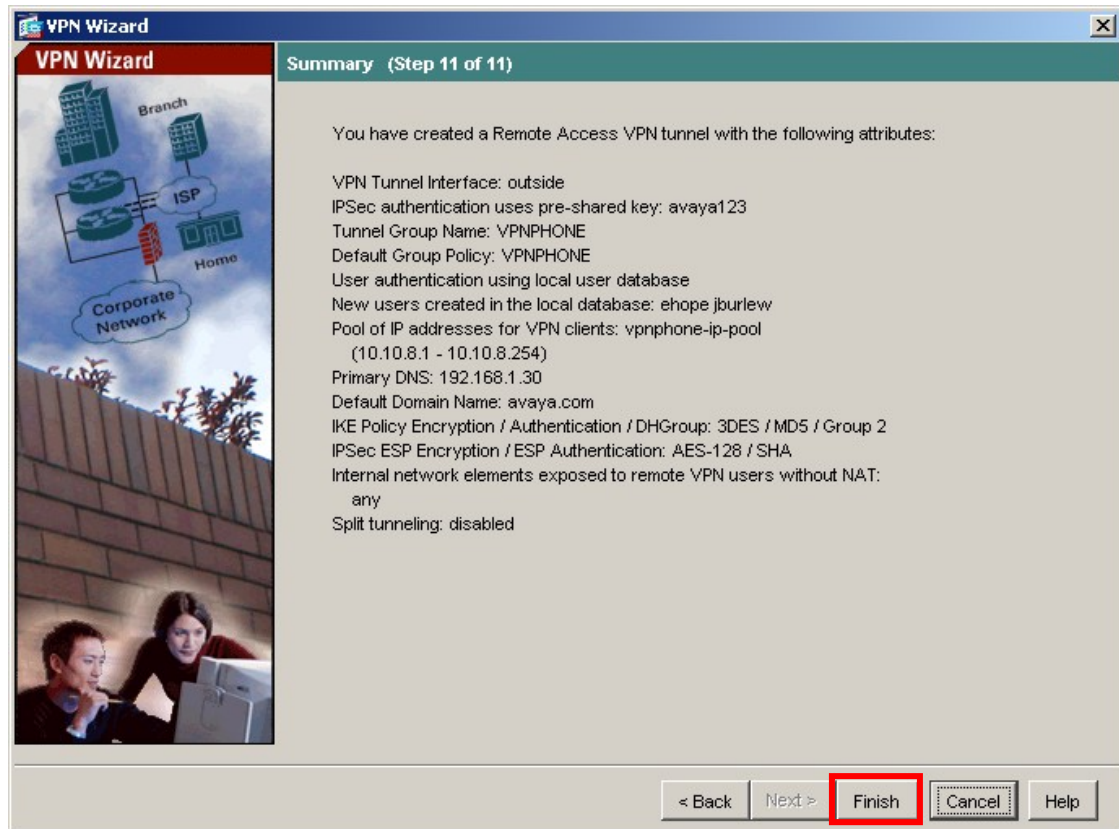 VPN Wizard
VPN Wizard
Summary (Step 11 of 11)
Branch
ISP
Home
Corporate
Network
You have created a Remote Access VPN tunnel with the following attributes:
VPN Tunnel Interface: outside
IPSec authentication uses pre-shared key: avaya123
Tunnel Group Name: VPNPHONE
Default Group Policy: VPNPHONE
User authentication using local user database
New users created in the local database: ehope jburlew
Pool of IP addresses for VPN clients: vpnphone-ip-pool
(10.10.8.1 - 10.10.8.254)
Primary DNS: 192.168.1.30
Default Domain Name: avaya.com
IKE Policy Encryption / Authentication / DHGroup: 3DES / MD5 / Group 2
IPSec ESP Encryption / ESP Authentication: AES-128 / SHA
Internal network elements exposed to remote VPN users without NAT:
any
Split tunneling: disabled
< Back Next > Finish Cancel Help